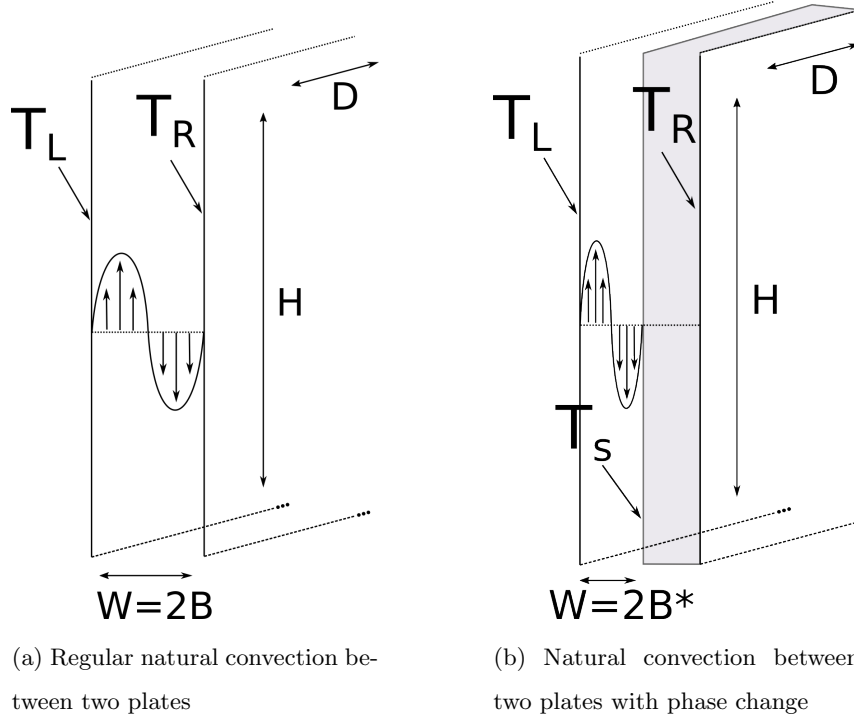 T_L
T_R
D
H
W=2B
(a) Regular natural convection be-
tween two plates
T_L
T_R
D
H
T_S
W=2B*
(b) Natural convection between
two plates with phase change